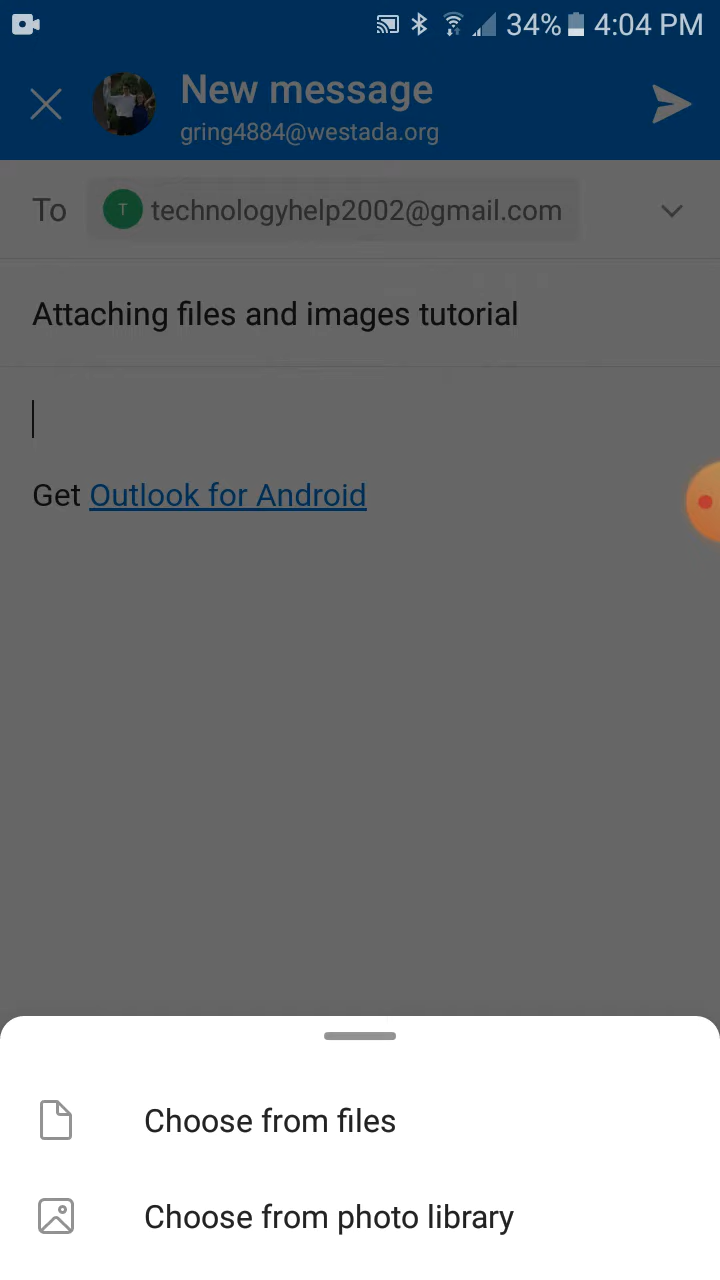 34% 4:04 PM
New message
gring4884@westada.org
To T technologyhelp2002@gmail.com
Attaching files and images tutorial
Get Outlook for Android
Choose from files
Choose from photo library